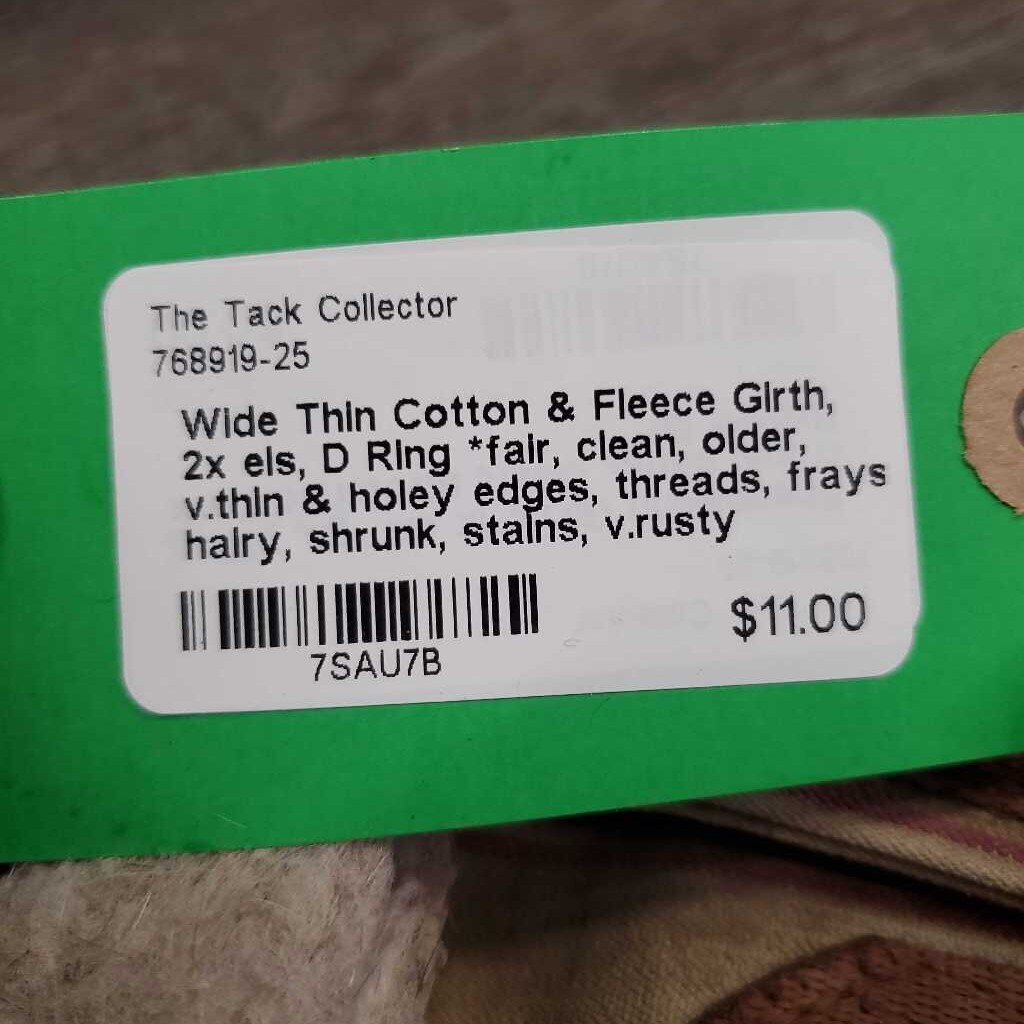 The Tack Collector
768919-25
Wide Thin Cotton & Fleece Girth,
2x els, D Ring *fair, clean, older,
v.thin & holey edges, threads, frays
hairy, shrunk, stains, v.rusty
7SAU7B
$11.00